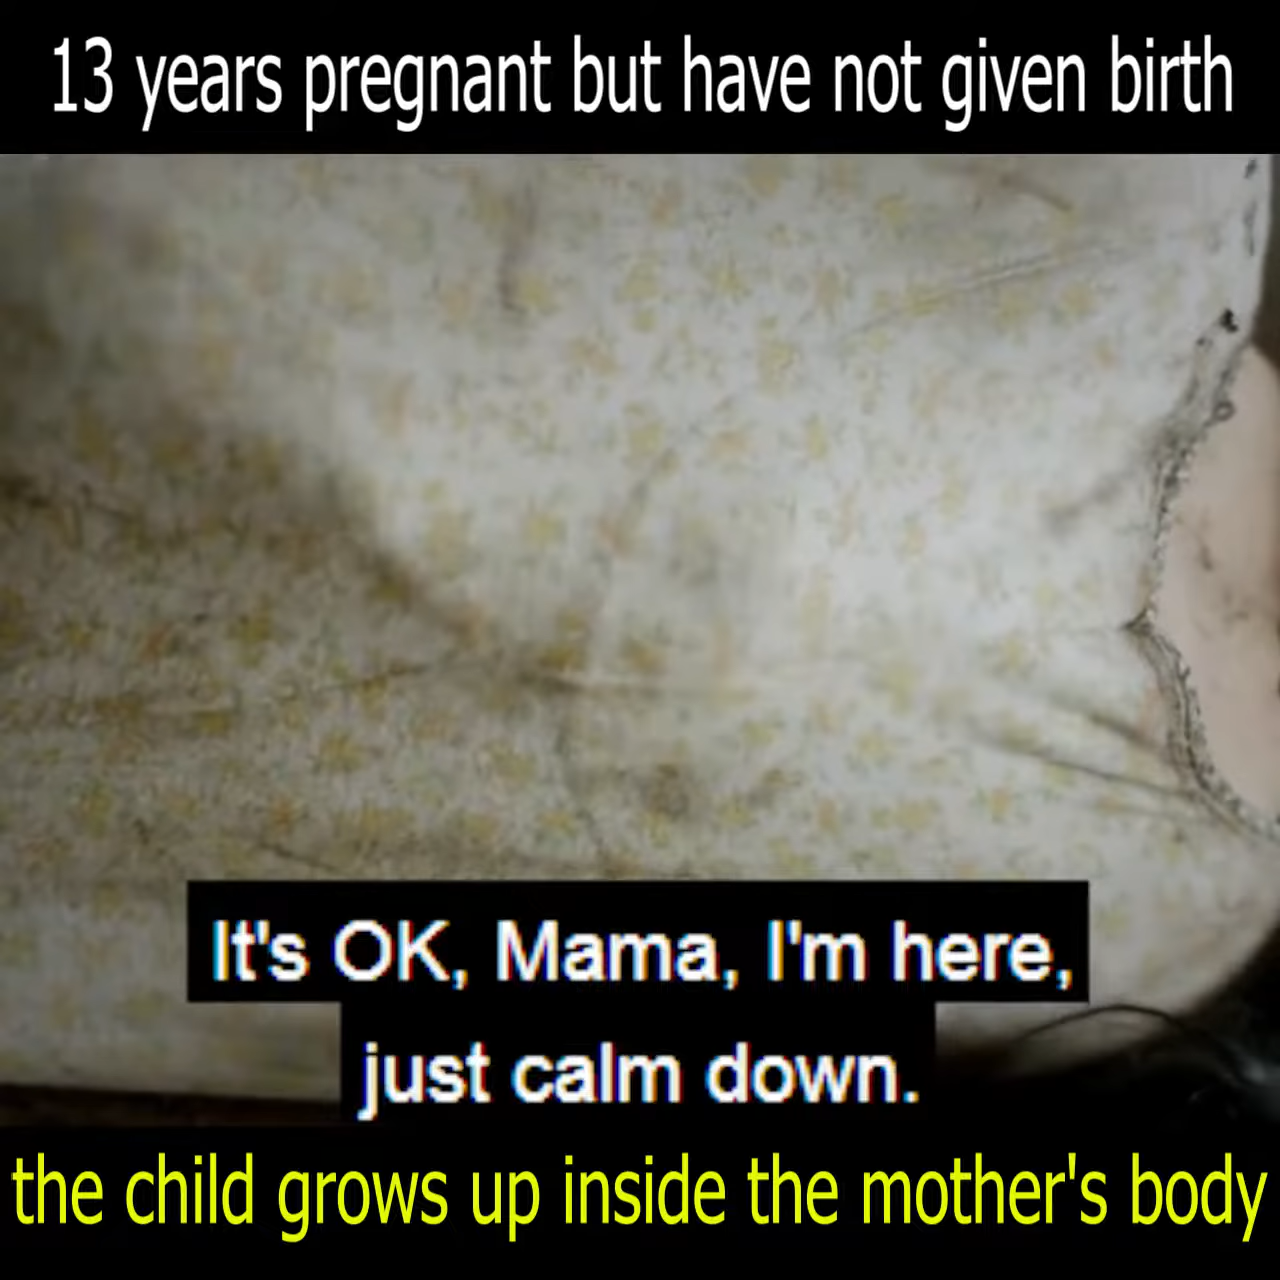 13 years pregnant but have not given birth
It's OK, Mama, I'm here,
just calm down.
the child grows up inside the mother's body